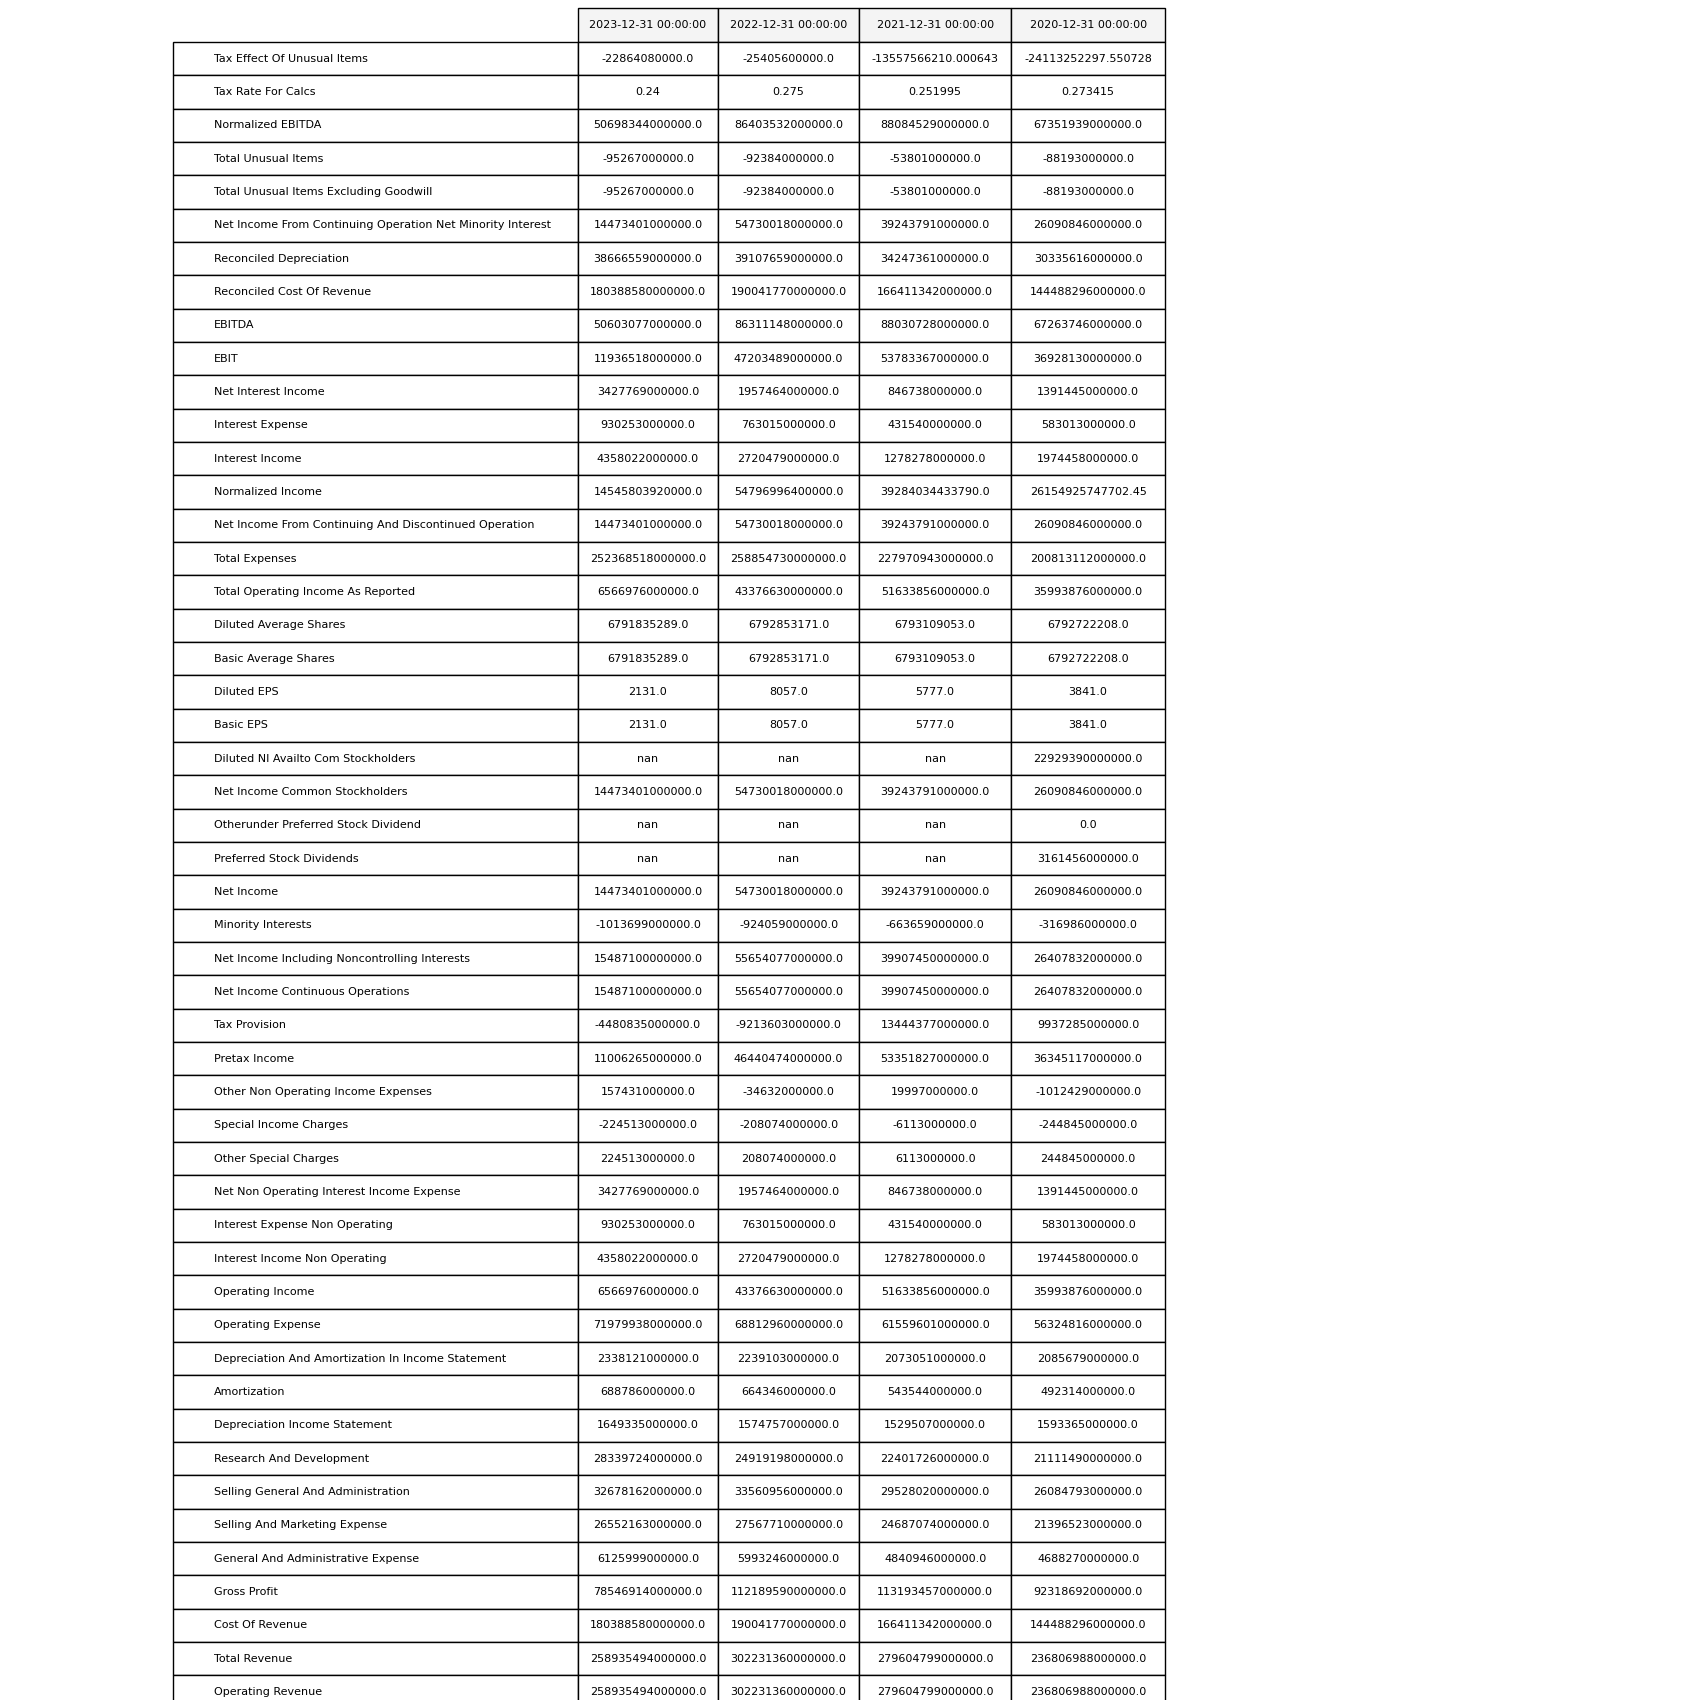 2023-12-31 00:00:00 2022-12-31 00:00:00 2021-12-31 00:00:00 2020-12-31 00:00:00
Tax Effect Of Unusual Items -22864080000.0 -25405600000.0 -13557566210.000643 -24113252297.550728
Tax Rate For Calcs 0.24 0.275 0.251995 0.273415
Normalized EBITDA 50698344000000.0 86403532000000.0 88084529000000.0 67351939000000.0
Total Unusual Items -95267000000.0 -92384000000.0 -53801000000.0 -88193000000.0
Total Unusual Items Excluding Goodwill -95267000000.0 -92384000000.0 -53801000000.0 -88193000000.0
Net Income From Continuing Operation Net Minority Interest 14473401000000.0 54730018000000.0 39243791000000.0 26090846000000.0
Reconciled Depreciation 38666559000000.0 39107659000000.0 34247361000000.0 30335616000000.0
Reconciled Cost Of Revenue 180388580000000.0 190041770000000.0 166411342000000.0 144488296000000.0
EBITDA 50603077000000.0 86311148000000.0 88030728000000.0 67263746000000.0
EBIT 11936518000000.0 47203489000000.0 53783367000000.0 36928130000000.0
Net Interest Income 3427769000000.0 1957464000000.0 846738000000.0 1391445000000.0
Interest Expense 930253000000.0 763015000000.0 431540000000.0 583013000000.0
Interest Income 4358022000000.0 2720479000000.0 1278278000000.0 1974458000000.0
Normalized Income 14545803920000.0 54796996400000.0 39284034433790.0 26154925747702.45
Net Income From Continuing And Discontinued Operation 14473401000000.0 54730018000000.0 39243791000000.0 26090846000000.0
Total Expenses 252368518000000.0 258854730000000.0 227970943000000.0 200813112000000.0
Total Operating Income As Reported 6566976000000.0 43376630000000.0 51633856000000.0 35993876000000.0
Diluted Average Shares 6791835289.0 6792853171.0 6793109053.0 6792722208.0
Basic Average Shares 6791835289.0 6792853171.0 6793109053.0 6792722208.0
Diluted EPS 2131.0 8057.0 5777.0 3841.0
Basic EPS 2131.0 8057.0 5777.0 3841.0
Diluted NI Availto Com Stockholders nan nan nan 22929390000000.0
Net Income Common Stockholders 14473401000000.0 54730018000000.0 39243791000000.0 26090846000000.0
Otherunder Preferred Stock Dividend nan nan nan 0.0
Preferred Stock Dividends nan nan nan 3161456000000.0
Net Income 14473401000000.0 54730018000000.0 39243791000000.0 26090846000000.0
Minority Interests -1013699000000.0 -924059000000.0 -663659000000.0 -316986000000.0
Net Income Including Noncontrolling Interests 15487100000000.0 55654077000000.0 39907450000000.0 26407832000000.0
Net Income Continuous Operations 15487100000000.0 55654077000000.0 39907450000000.0 26407832000000.0
Tax Provision -4480835000000.0 -9213603000000.0 13444377000000.0 9937285000000.0
Pretax Income 11006265000000.0 46440474000000.0 53351827000000.0 36345117000000.0
Other Non Operating Income Expenses 157431000000.0 -34632000000.0 19997000000.0 -1012429000000.0
Special Income Charges -224513000000.0 -208074000000.0 -6113000000.0 -244845000000.0
Other Special Charges 224513000000.0 208074000000.0 6113000000.0 244845000000.0
Net Non Operating Interest Income Expense 3427769000000.0 1957464000000.0 846738000000.0 1391445000000.0
Interest Expense Non Operating 930253000000.0 763015000000.0 431540000000.0 583013000000.0
Interest Income Non Operating 4358022000000.0 2720479000000.0 1278278000000.0 1974458000000.0
Operating Income 6566976000000.0 43376630000000.0 51633856000000.0 35993876000000.0
Operating Expense 71979938000000.0 68812960000000.0 61559601000000.0 56324816000000.0
Depreciation And Amortization In Income Statement 2338121000000.0 2239103000000.0 2073051000000.0 2085679000000.0
Amortization 688786000000.0 664346000000.0 543544000000.0 492314000000.0
Depreciation Income Statement 1649335000000.0 1574757000000.0 1529507000000.0 1593365000000.0
Research And Development 28339724000000.0 24919198000000.0 22401726000000.0 21111490000000.0
Selling General And Administration 32678162000000.0 33560956000000.0 29528020000000.0 26084793000000.0
Selling And Marketing Expense 26552163000000.0 27567710000000.0 24687074000000.0 21396523000000.0
General And Administrative Expense 6125999000000.0 5993246000000.0 4840946000000.0 4688270000000.0
Gross Profit 78546914000000.0 112189590000000.0 113193457000000.0 92318692000000.0
Cost Of Revenue 180388580000000.0 190041770000000.0 166411342000000.0 144488296000000.0
Total Revenue 258935494000000.0 302231360000000.0 279604799000000.0 236806988000000.0
Operating Revenue 258935494000000.0 302231360000000.0 279604799000000.0 236806988000000.0